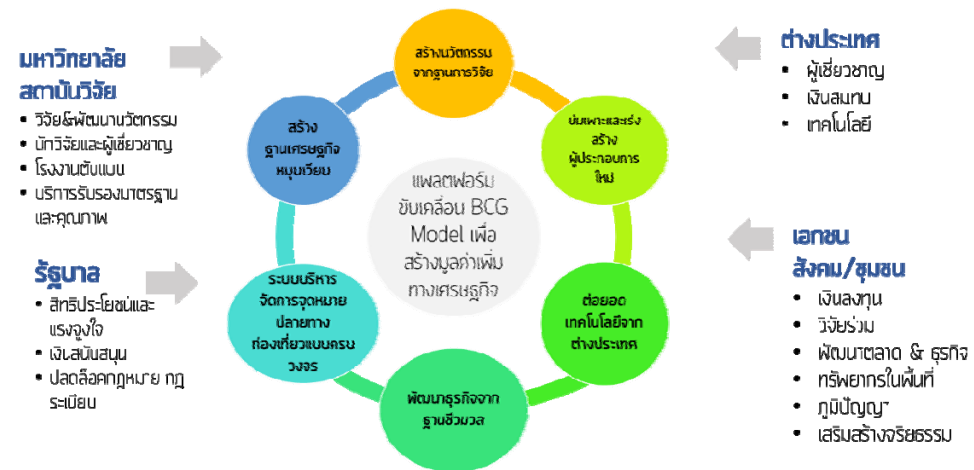 มหาวิทยาลัย
สถาบันวิจัย
• วิจัย&พัฒนานวัตกรรม
• นักวิจัยและผู้เชี่ยวชาญ
• โรงงานต้นแบบ
• บริการรับรองมาตรฐาน
และคุณภาพ
รัฐบาล
• สิทธิประโยชน์และ
แรงจูงใจ
• เงินสนับสนุน
• ปลดล็อคกฎหมาย กฎ
ระเบียบ
สร้างนวัตกรรม
จากฐานการวิจัย
บ่มเพาะและเร่ง
สร้าง
ผู้ประกอบการ
ใหม่
ต่อยอด
เทคโนโลยีจาก
ต่างประเทศ
พัฒนาธุรกิจจาก
ฐานชีวมวล
ระบบบริหาร
จัดการจุดหมาย
ปลายทาง
ท่องเที่ยวแบบครบ
วงจร
สร้าง
ฐานเศรษฐกิจ
หมุนเวียน
แพลตฟอร์ม
ขับเคลื่อน BCG
Model เพื่อ
สร้างมูลค่าเพิ่ม
ทางเศรษฐกิจ
ต่างประเทศ
• ผู้เชี่ยวชาญ
• เงินสมทบ
• เทคโนโลยี
เอกชน
สังคม/ชุมชน
• เงินลงทุน
• วิจัยร่วม
• พัฒนาตลาด & ธุรกิจ
• ทรัพยากรในพื้นที่
• ภูมิปัญญา
• เสริมสร้างจริยธรรม